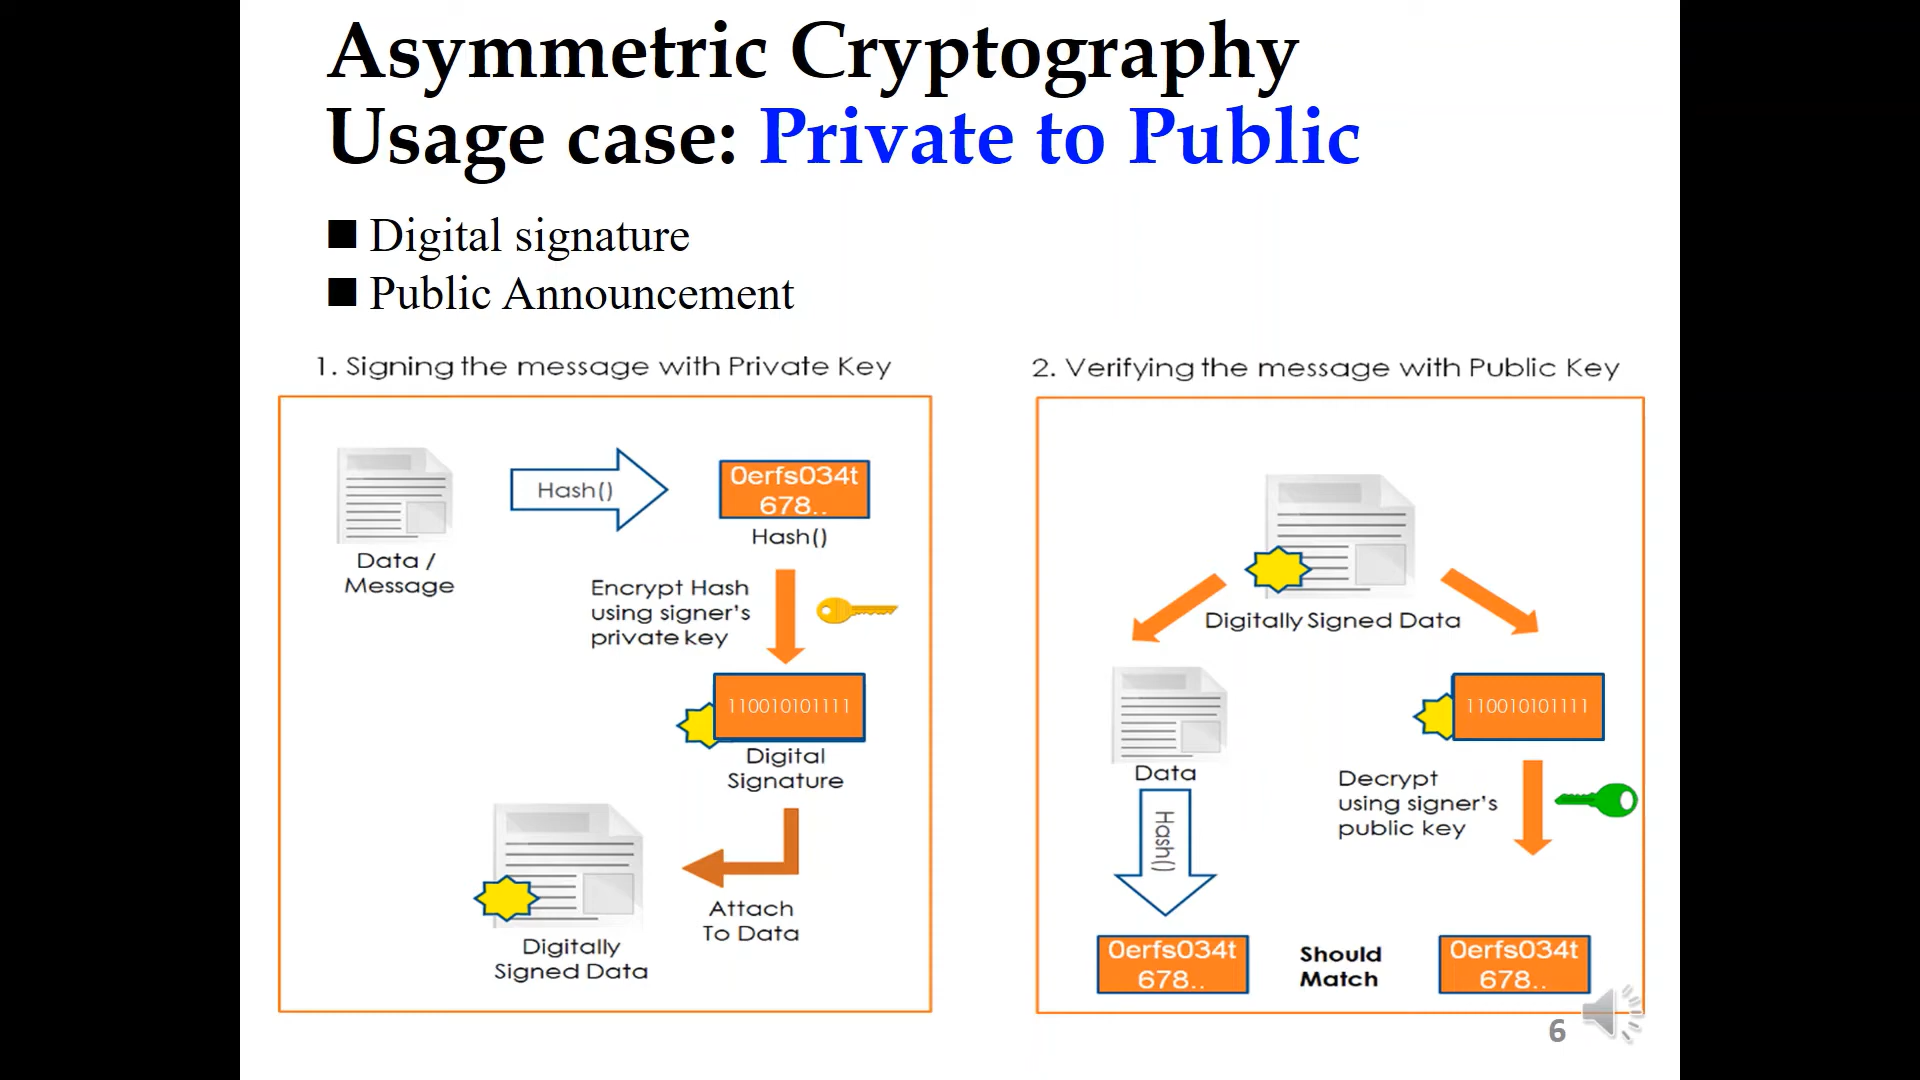 Asymmetric Cryptography
Usage case: Private to Public
Digital signature
Public Announcement
1. Signing the message with Private Key
Data /
Message
Hash()
0erfs034t
678..
Hash()
Encrypt Hash
using signer's
private key
110010101111
Digital
Signature
Attach
To Data
Digitally
Signed Data
2. Verifying the message with Public Key
Digitally Signed Data
Data
Hash()
110010101111
Decrypt
using signer's
public key
0erfs034t
678..
Should
Match
0erfs034t
678..
6